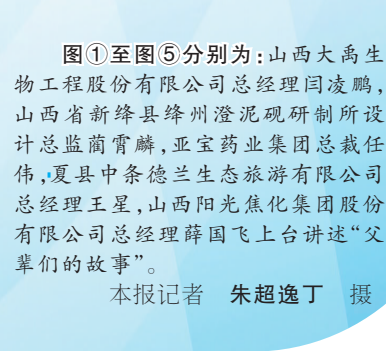 图①至图⑤分别为:山西大禹生
物工程股份有限公司总经理闫凌鹏,
山西省新绛县绛州澄泥砚研制所设
计总监蔺霄麟,亚宝药业集团总裁任
伟,夏县中条德兰生态旅游有限公司
总经理王星,山西阳光焦化集团股份
有限公司总经理薛国飞上台讲述“父
辈们的故事”。
本报记者 朱超逸丁 摄